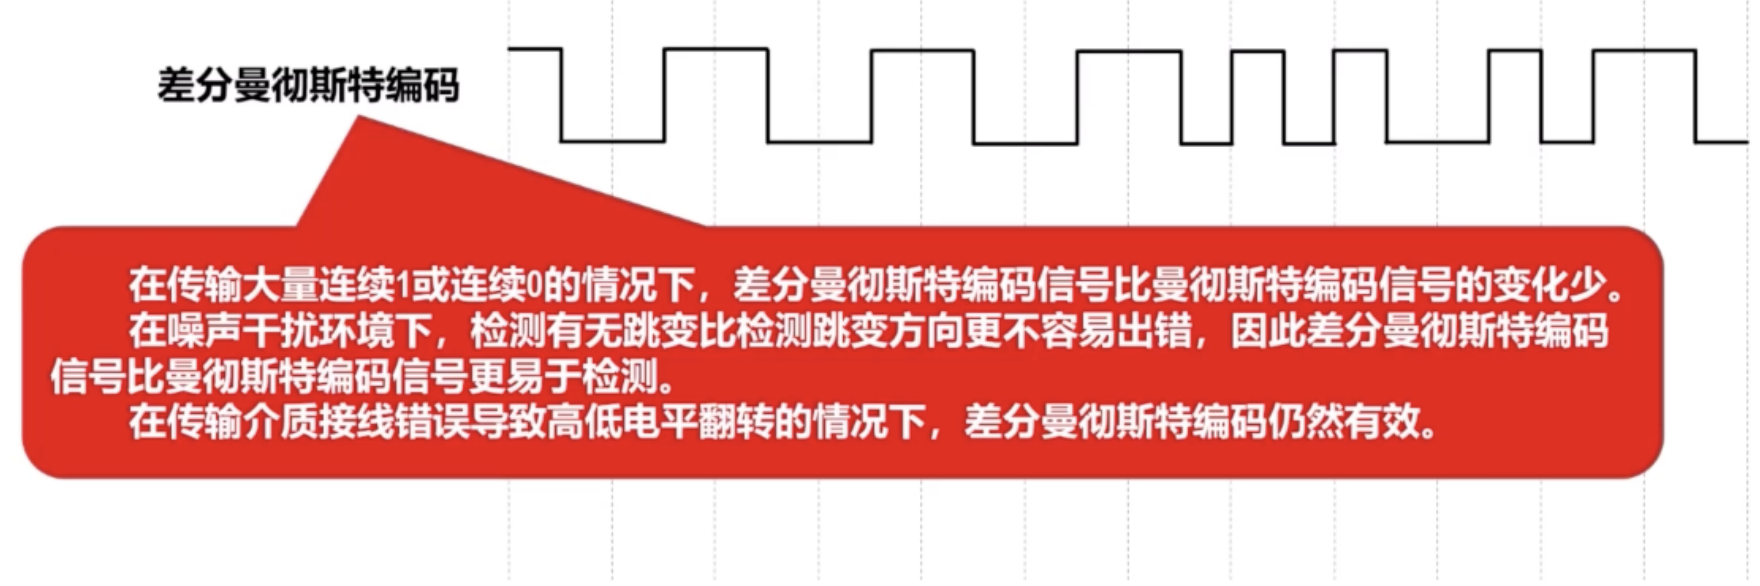 差分曼彻斯特编码
在传输大量连续1或连续0的情况下，差分曼彻斯特编码信号比曼彻斯特编码信号的变化少。
在噪声干扰环境下，检测有无跳变比检测跳变方向更不容易出错，因此差分曼彻斯特编码
信号比曼彻斯特编码信号更易于检测。
在传输介质接线错误导致高低电平翻转的情况下，差分曼彻斯特编码仍然有效。